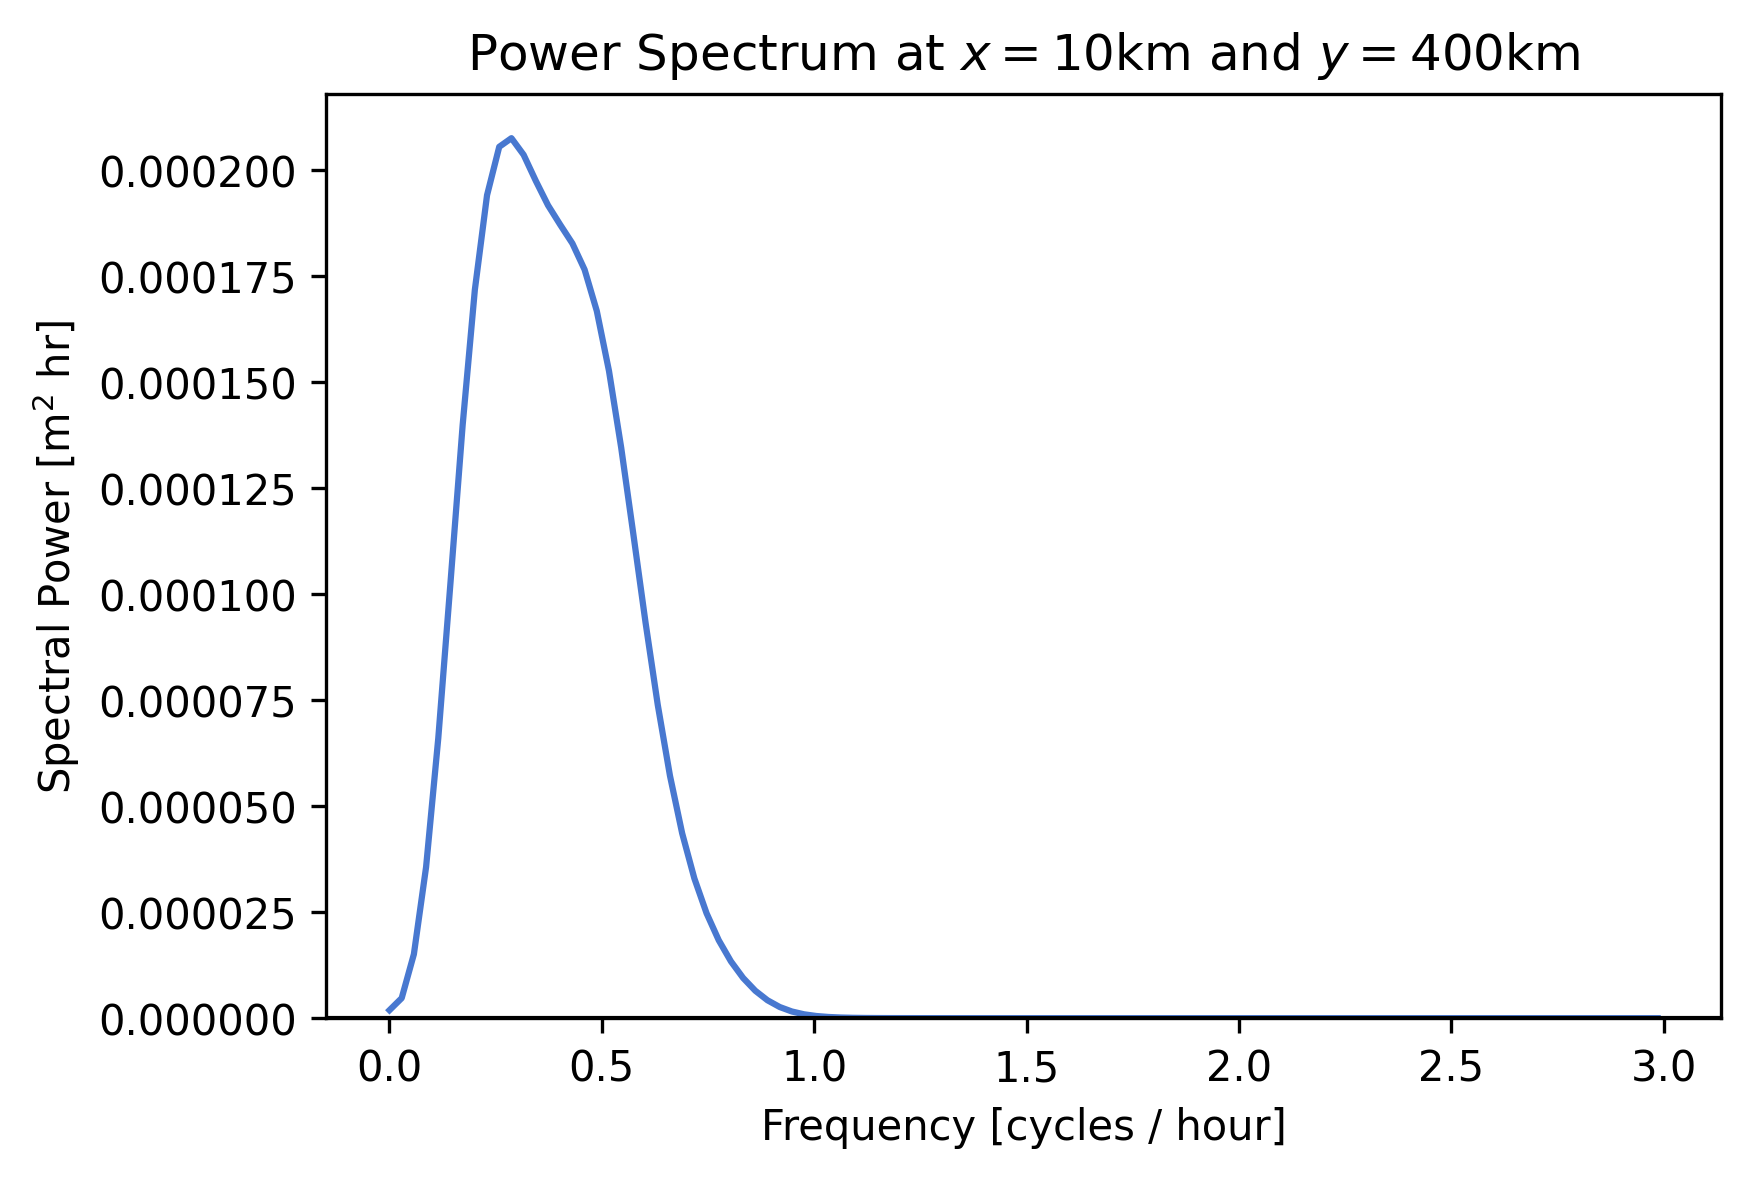 Power Spectrum at x = 10km and y = 400km
0.000200
0.000175
0.000150
0.000125
0.000100
0.000075
0.000050
0.000025
0.000000
Spectral Power [m² hr]
0.0 0.5 1.0 1.5 2.0 2.5 3.0
Frequency [cycles / hour]